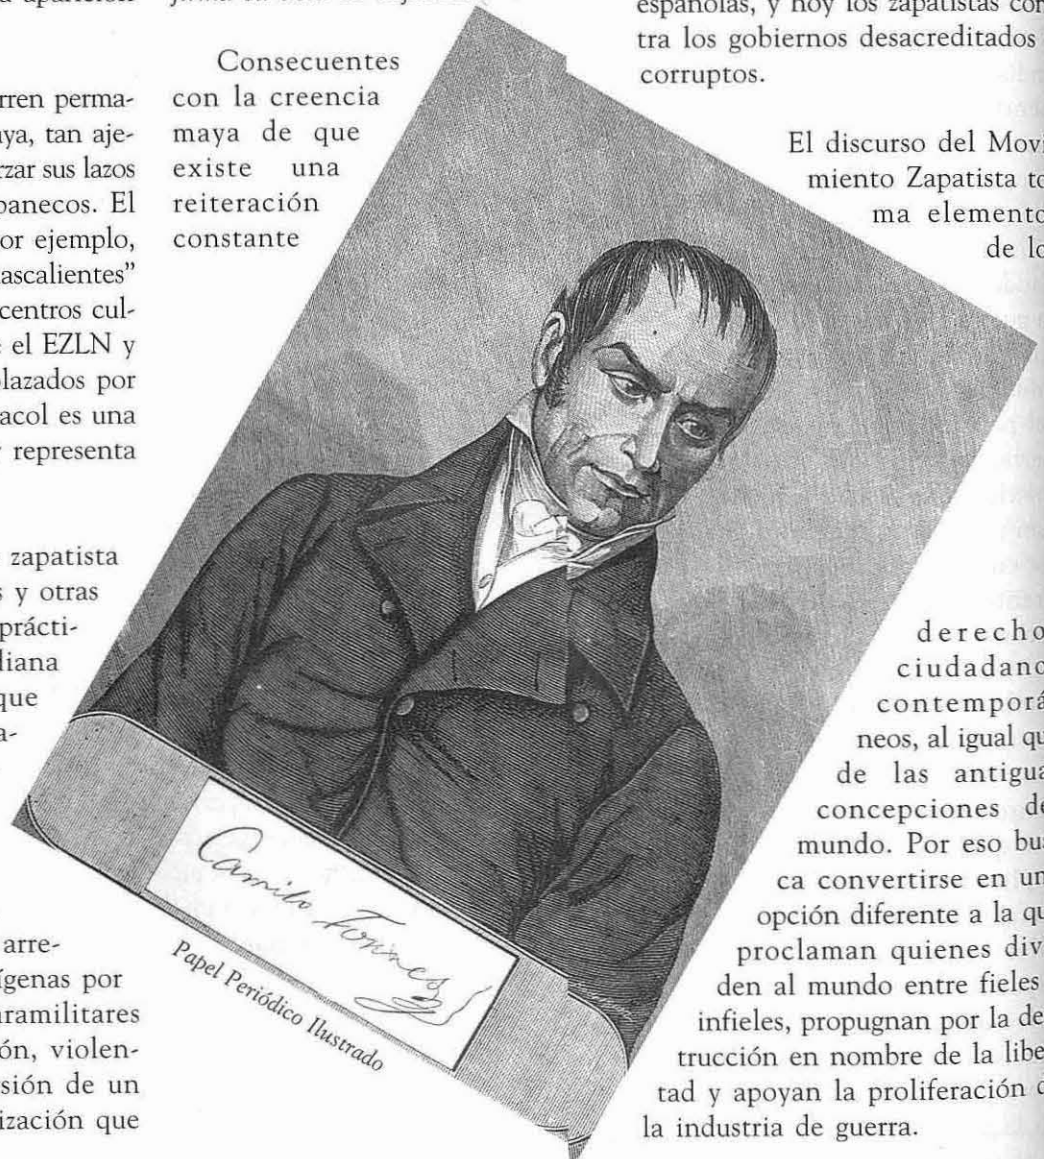 aparición
rren perma-
ya, tan aje-
rzar sus lazos
panecos. El
or ejemplo,
ascalientes”
centros cul-
e el EZLN y
plazados por
acol es una
representa
zapatista
s y otras
prácti-
diana
que
a-
arre-
ígenas por
aramilitares
ón, violen-
sión de un
ización que
Consecuentes
con la creencia
maya de que
existe una
reiteración
constante
Camilo Torres
Papel Periódico Ilustrado
españolas, y hoy los zapatistas con
tra los gobiernos desacreditados
corruptos.
El discurso del Movi
miento Zapatista to
ma elemento
de lo
derecho
ciudadano
contemporá
neos, al igual qu
de las antigua
concepciones de
mundo. Por eso bus
ca convertirse en un
opción diferente a la qu
proclaman quienes div
den al mundo entre fieles
infieles, propugnan por la de
trucción en nombre de la libe
tad y apoyan la proliferación d
la industria de guerra.